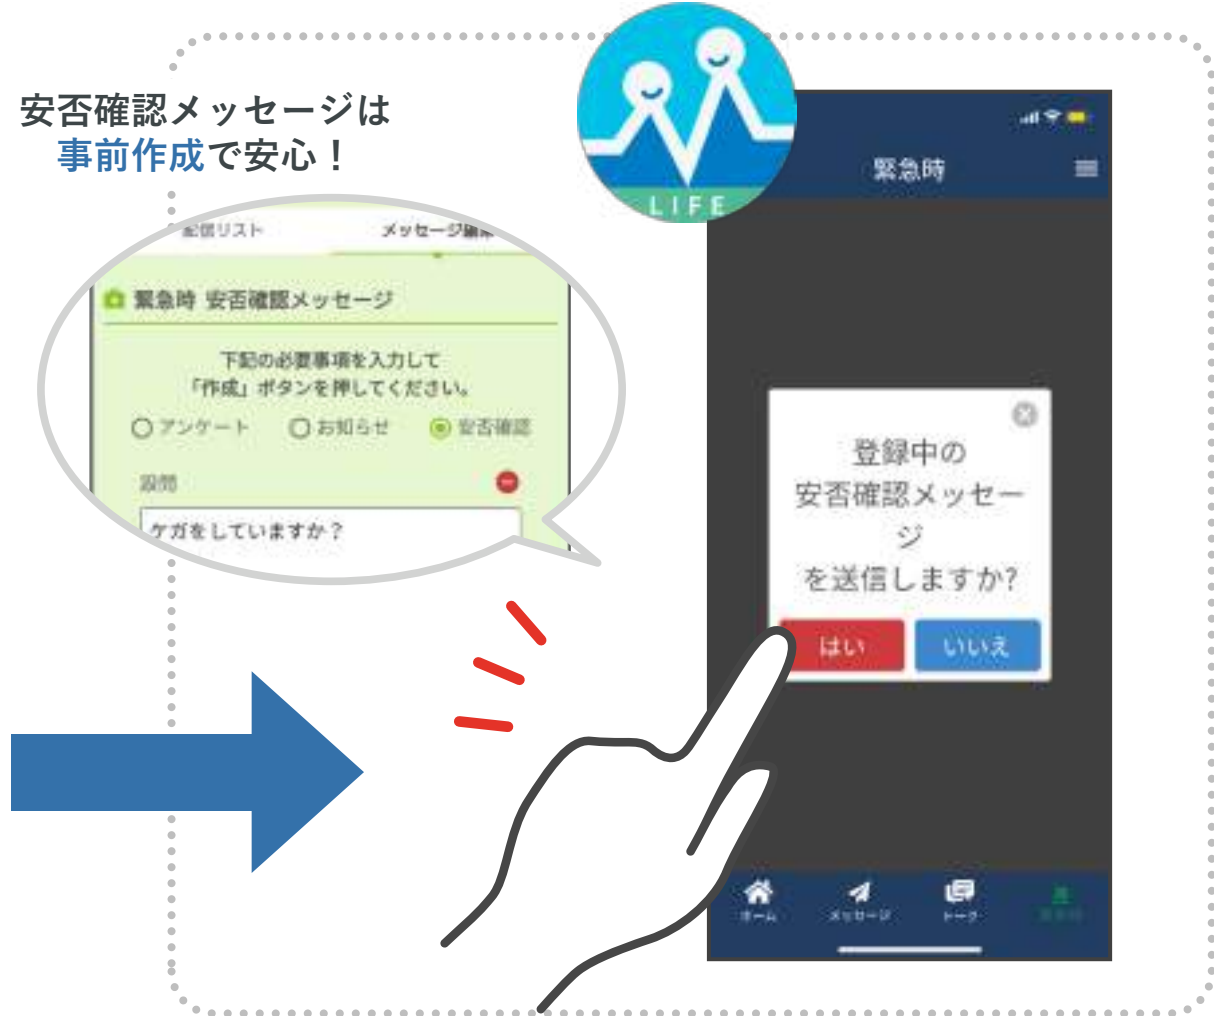 安否確認メッセージは
事前作成で安心！
配信リスト
メッセージ編集
緊急時 安否確認メッセージ
下記の必要事項を入力して
「作成」ボタンを押してください。
アンケート
お知らせ
安否確認
設問
ケガをしていますか？
LIFE
緊急時
登録中の
安否確認メッセー
ジ
を送信しますか?
はい
いいえ
ホーム
メッセージ
トーク